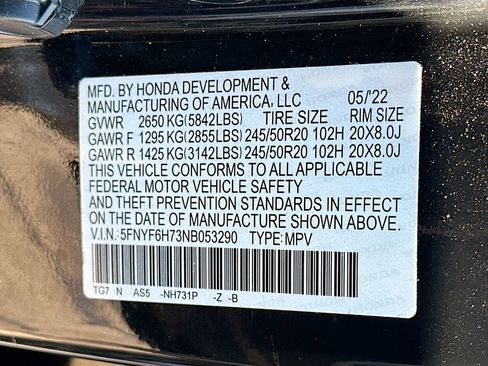 MFD. BY HONDA DEVELOPMENT &
MANUFACTURING OF AMERICA, LLC 05/'22
GVWR 2650 KG(5842LBS) TIRE SIZE RIM SIZE
GAWR F 1295 KG(2855LBS) 245/50R20 102H 20X8.0J
GAWR R 1425 KG(3142LBS) 245/50R20 102H 20X8.0J
THIS VEHICLE CONFORMS TO ALL APPLICABLE
FEDERAL MOTOR VEHICLE SAFETY
AND THEFT PREVENTION STANDARDS IN EFFECT
ON THE DATE OF MANUFACTURE SHOWN ABOVE.
V.I.N.:5FNYF6H73NB053290 TYPE:MPV
TG7 N AS5 -NH731P -Z -B